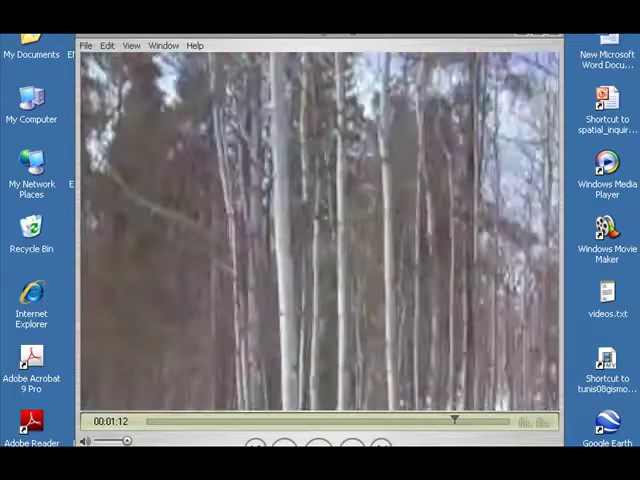 File Edit View Window Help
My Documents
My Computer
My Network
Places
Recycle Bin
Internet
Explorer
Adobe Acrobat
9 Pro
Adobe Reader
00:01:12
New Microsoft
Word Docu...
Shortcut to
spatial_inquir...
Windows Media
Player
Windows Movie
Maker
videos.txt
Shortcut to
tunis08gismo...
Google Earth